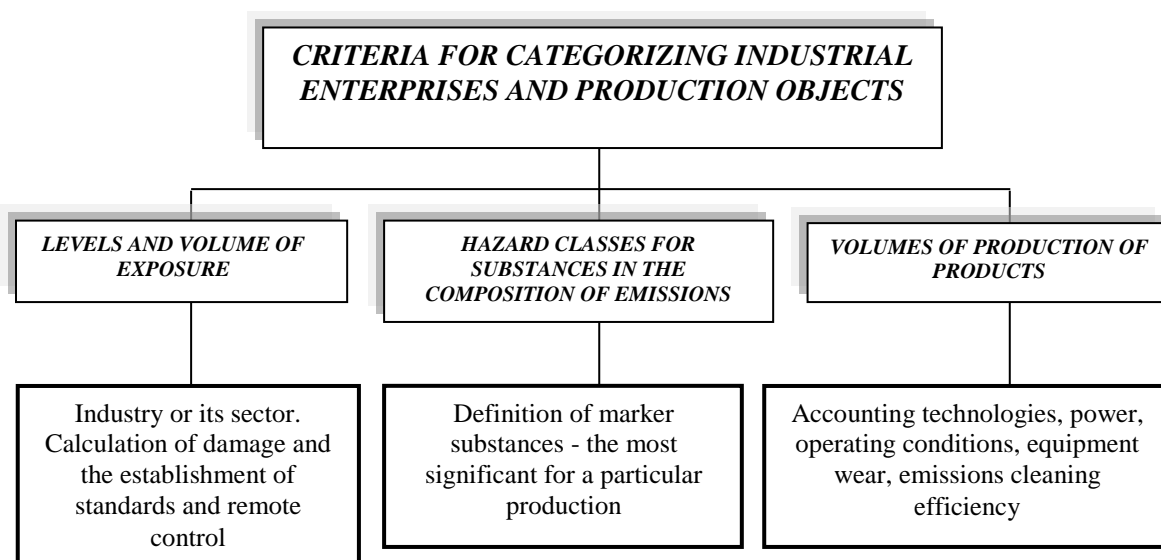 CRITERIA FOR CATEGORIZING INDUSTRIAL
ENTERPRISES AND PRODUCTION OBJECTS
LEVELS AND VOLUME OF
EXPOSURE
HAZARD CLASSES FOR
SUBSTANCES IN THE
COMPOSITION OF EMISSIONS
VOLUMES OF PRODUCTION OF
PRODUCTS
Industry or its sector.
Calculation of damage and
the establishment of
standards and remote
control
Definition of marker
substances - the most
significant for a particular
production
Accounting technologies, power,
operating conditions, equipment
wear, emissions cleaning
efficiency